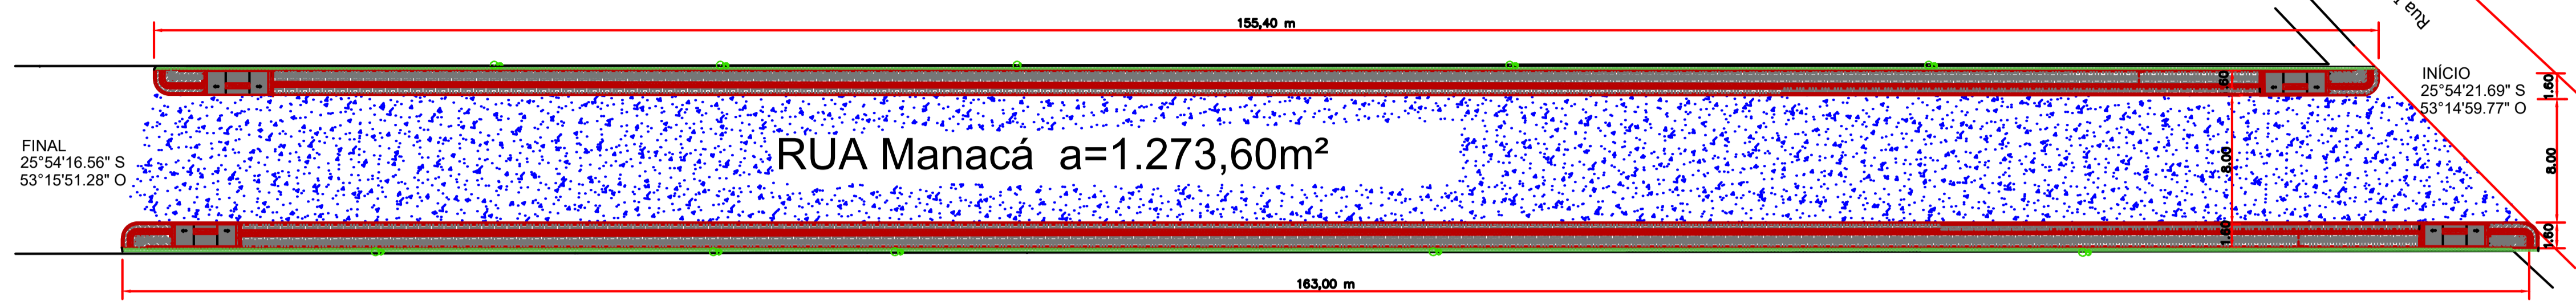 155,40 m
Rua
INÍCIO
25°54'21.69" S
53°14'59.77" O
1.60
1.60
FINAL
25°54'16.56" S
53°15'51.28" O
RUA Manacá a=1.273,60m²
8.00
8.00
1.60
1.60
163,00 m